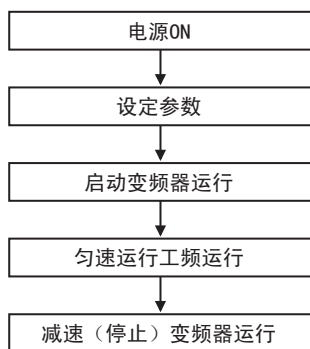 电源ON
设定参数
启动变频器运行
匀速运行工频运行
减速（停止）变频器运行